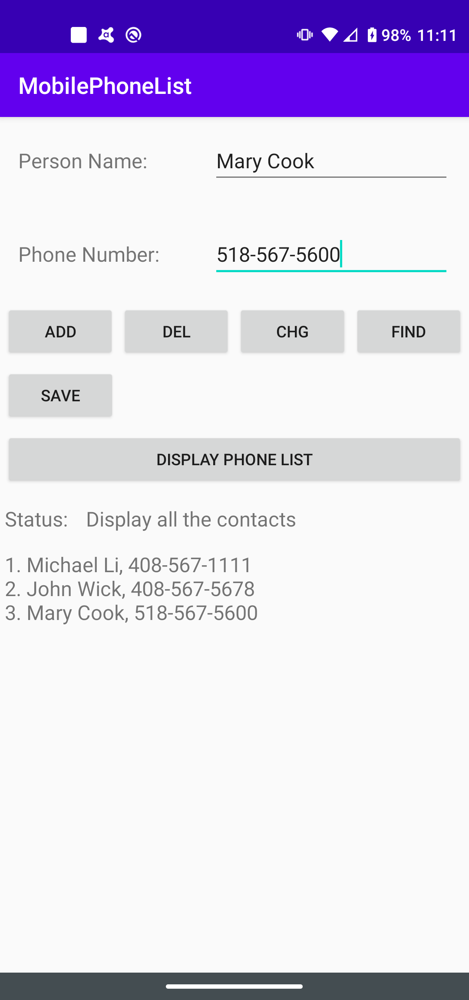 98% 11:11
MobilePhoneList
Person Name: Mary Cook
Phone Number: 518-567-5600
ADD DEL CHG FIND
SAVE
DISPLAY PHONE LIST
Status: Display all the contacts
1. Michael Li, 408-567-1111
2. John Wick, 408-567-5678
3. Mary Cook, 518-567-5600